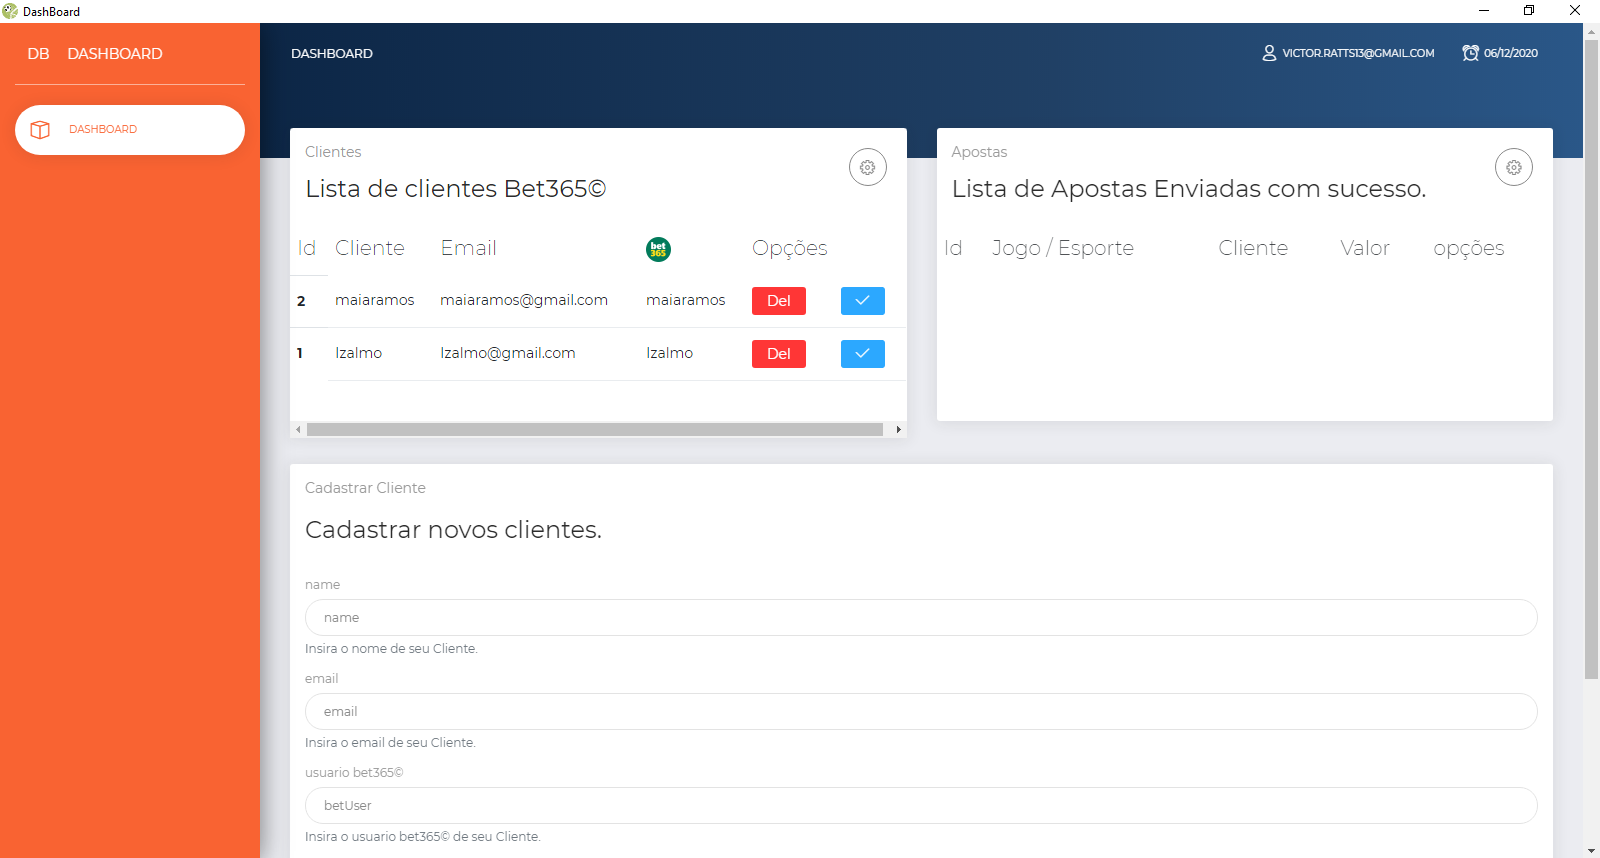 DashBoard
DB DASHBOARD
DASHBOARD
DASHBOARD
VICTOR.RATTS13@GMAIL.COM
06/12/2020
Clientes
Lista de clientes Bet365©
Id Cliente Email bet 365 Opções
2 maiaramos maiaramos@gmail.com maiaramos Del
1 Izalmo Izalmo@gmail.com Izalmo Del
Apostas
Lista de Apostas Enviadas com sucesso.
Id Jogo / Esporte Cliente Valor opções
Cadastrar Cliente
Cadastrar novos clientes.
name
name
Insira o nome de seu Cliente.
email
email
Insira o email de seu Cliente.
usuario bet365©
betUser
Insira o usuario bet365© de seu Cliente.